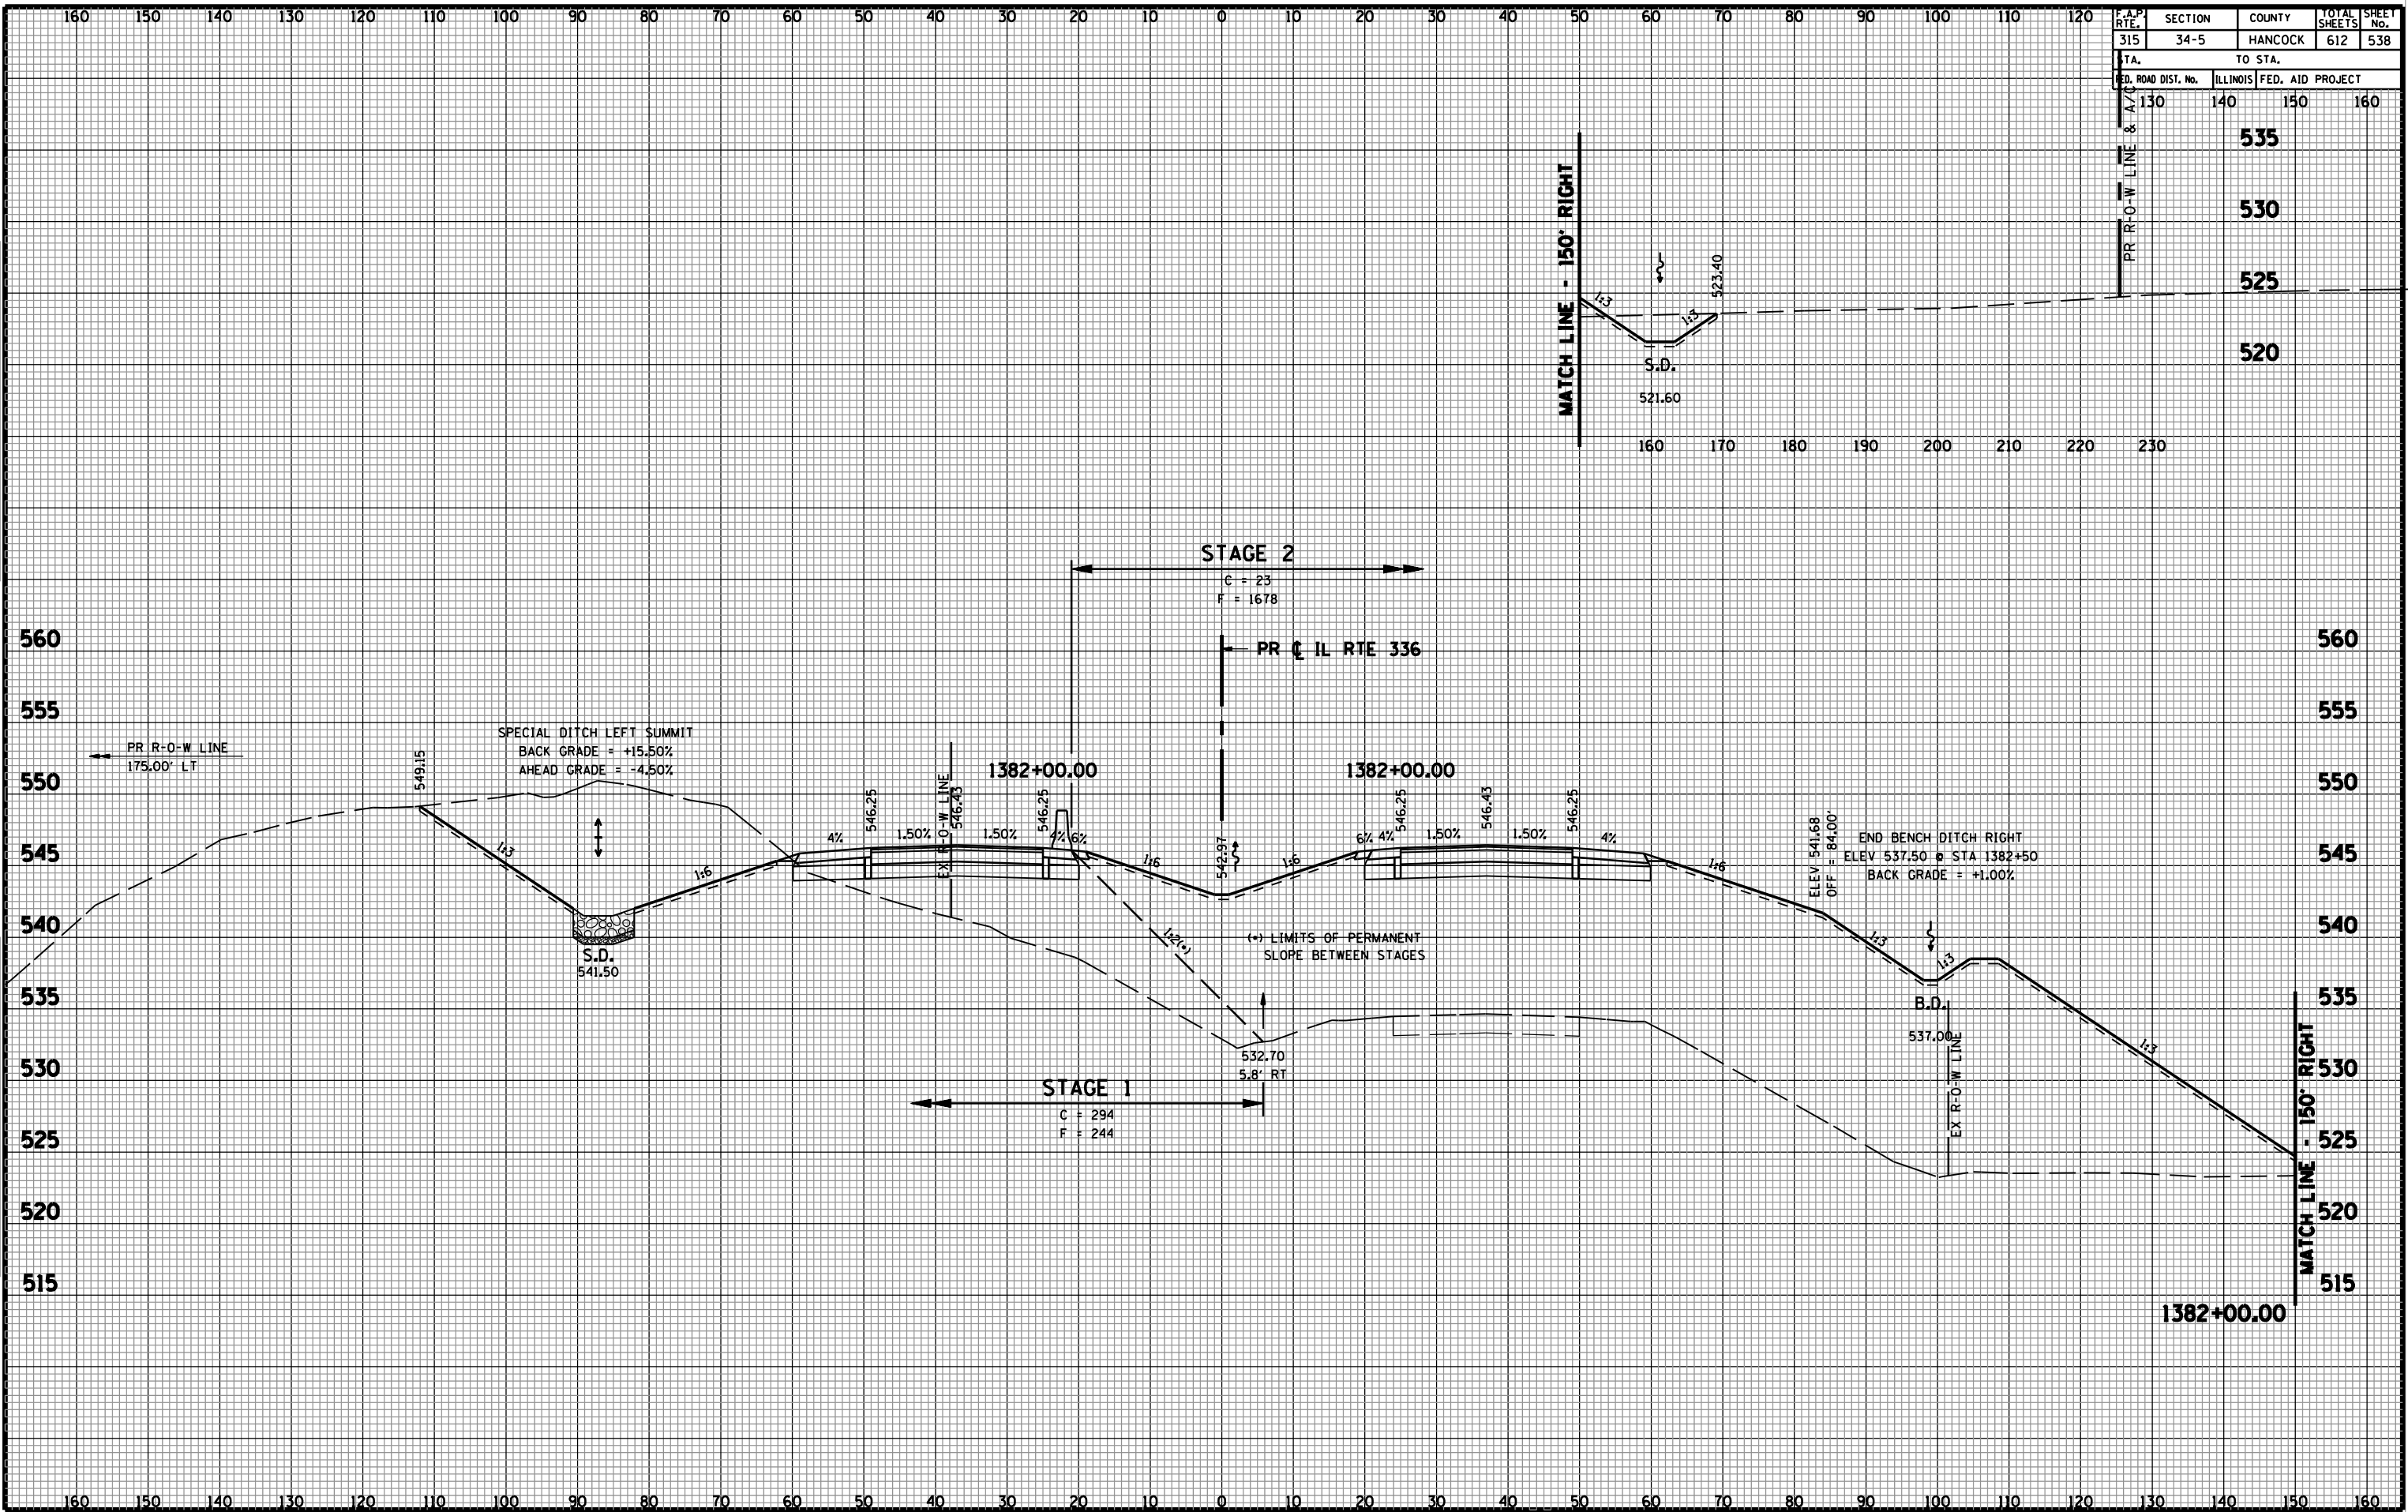 160 150 140 130 120 110 100 90 80 70 60 50 40 30 20 10 0 10 20 30 40 50 60 70 80 90 100 110 120
F.A.P. RTE. SECTION COUNTY TOTAL SHEETS SHEET No.
315 34-5 HANCOCK 612 538
STA. TO STA.
FED. ROAD DIST. No. ILLINOIS FED. AID PROJECT
130 140 150 160
PR R-O-W LINE & A/C
535
530
525
520
MATCH LINE - 150' RIGHT
1:3
1:3
523.40
S.D.
521.60
160 170 180 190 200 210 220 230
STAGE 2
C = 23
F = 1678
PR ℄ IL RTE 336
560 560
555 555
550 550
545 545
540 540
535 535
530 530
525 525
520 520
515 515
PR R-O-W LINE
175.00' LT
549.15
SPECIAL DITCH LEFT SUMMIT
BACK GRADE = +15.50%
AHEAD GRADE = -4.50%
1382+00.00 1382+00.00
1:3
S.D.
541.50
1:6
4%
546.25
1.50%
EX R-O-W LINE
546.43
1.50%
546.25
4% 6%
1:6
542.97
1:6
6% 4%
546.25
1.50%
546.43
1.50%
546.25
4%
1:6
ELEV 541.68
OFF = 84.00'
END BENCH DITCH RIGHT
ELEV 537.50 @ STA 1382+50
BACK GRADE = +1.00%
1:2(•)
(•) LIMITS OF PERMANENT
SLOPE BETWEEN STAGES
1:3
1:3
B.D.
537.00
EX R-O-W LINE
1:3
532.70
5.8' RT
STAGE 1
C = 294
F = 244
MATCH LINE - 150' RIGHT
1382+00.00
160 150 140 130 120 110 100 90 80 70 60 50 40 30 20 10 0 10 20 30 40 50 60 70 80 90 100 110 120 130 140 150 160